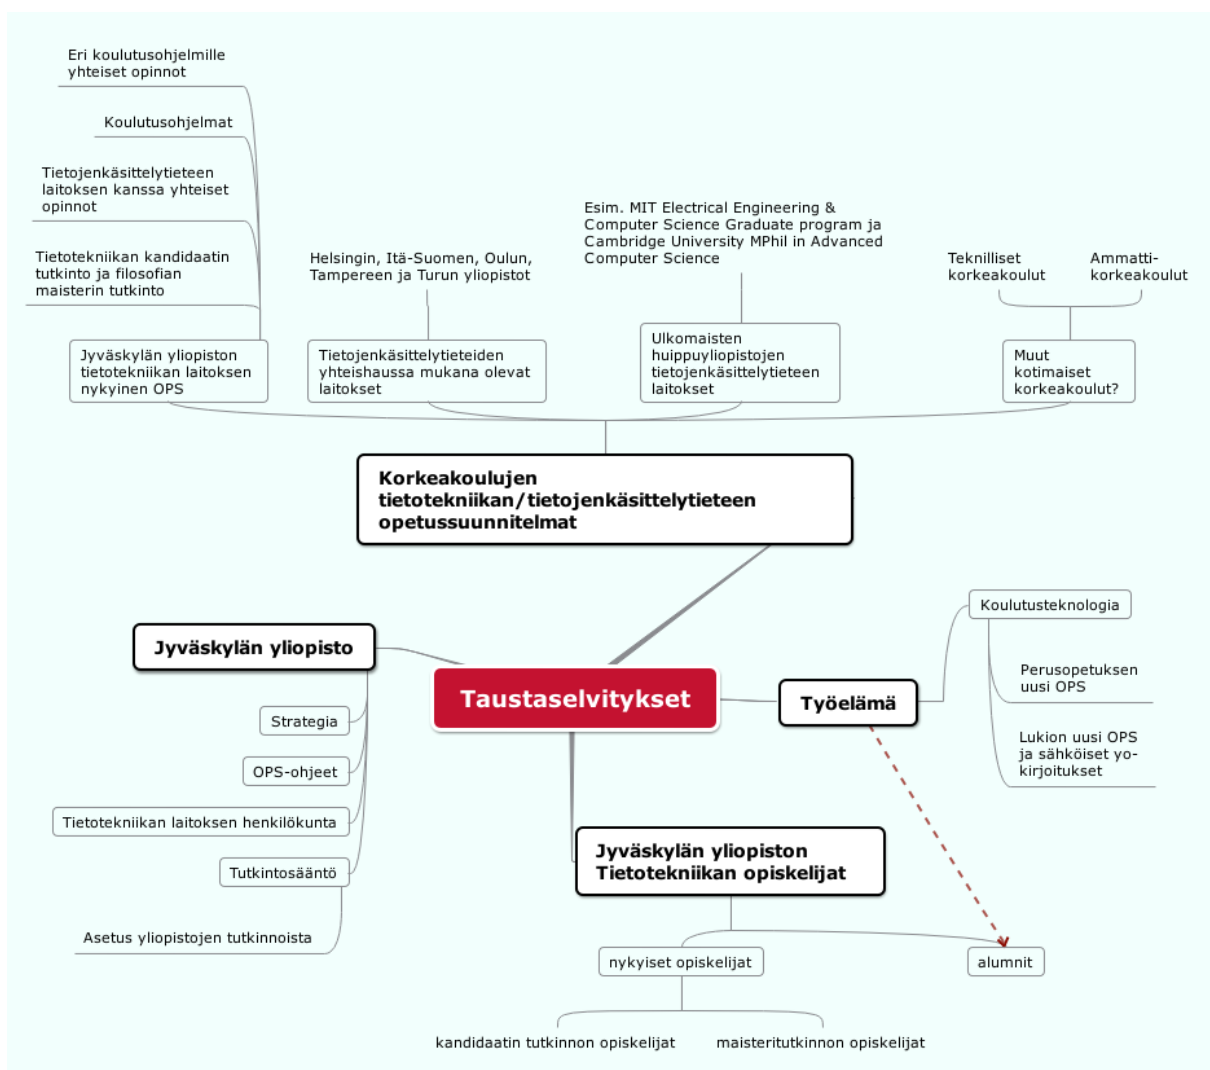 Eri koulutusohjelmille
yhteiset opinnot
Koulutusohjelmat
Tietojenkäsittelytieteen
laitoksen kanssa yhteiset
opinnot
Tietotekniikan kandidaatin
tutkinto ja filosofian
maisterin tutkinto
Jyväskylän yliopiston
tietotekniikan laitoksen
nykyinen OPS
Helsingin, Itä-Suomen, Oulun,
Tampereen ja Turun yliopistot
Tietojenkäsittelytieteiden
yhteishaussa mukana olevat
laitokset
Esim. MIT Electrical Engineering &
Computer Science Graduate program ja
Cambridge University MPhil in Advanced
Computer Science
Ulkomaisten
huippuyliopistojen
tietojenkäsittelytieteen
laitokset
Teknilliset
korkeakoulut
Ammatti-
korkeakoulut
Muut
kotimaiset
korkeakoulut?
Korkeakoulujen
tietotekniikan/tietojenkäsittelytieteen
opetussuunnitelmat
Jyväskylän yliopisto
Strategia
OPS-ohjeet
Tietotekniikan laitoksen henkilökunta
Tutkintosääntö
Asetus yliopistojen tutkinnoista
Taustaselvitykset
Työelämä
Koulutusteknologia
Perusopetuksen
uusi OPS
Lukion uusi OPS
ja sähköiset yo-
kirjoitukset
Jyväskylän yliopiston
Tietotekniikan opiskelijat
nykyiset opiskelijat
alumnit
kandidaatin tutkinnon opiskelijat
maisteritutkinnon opiskelijat